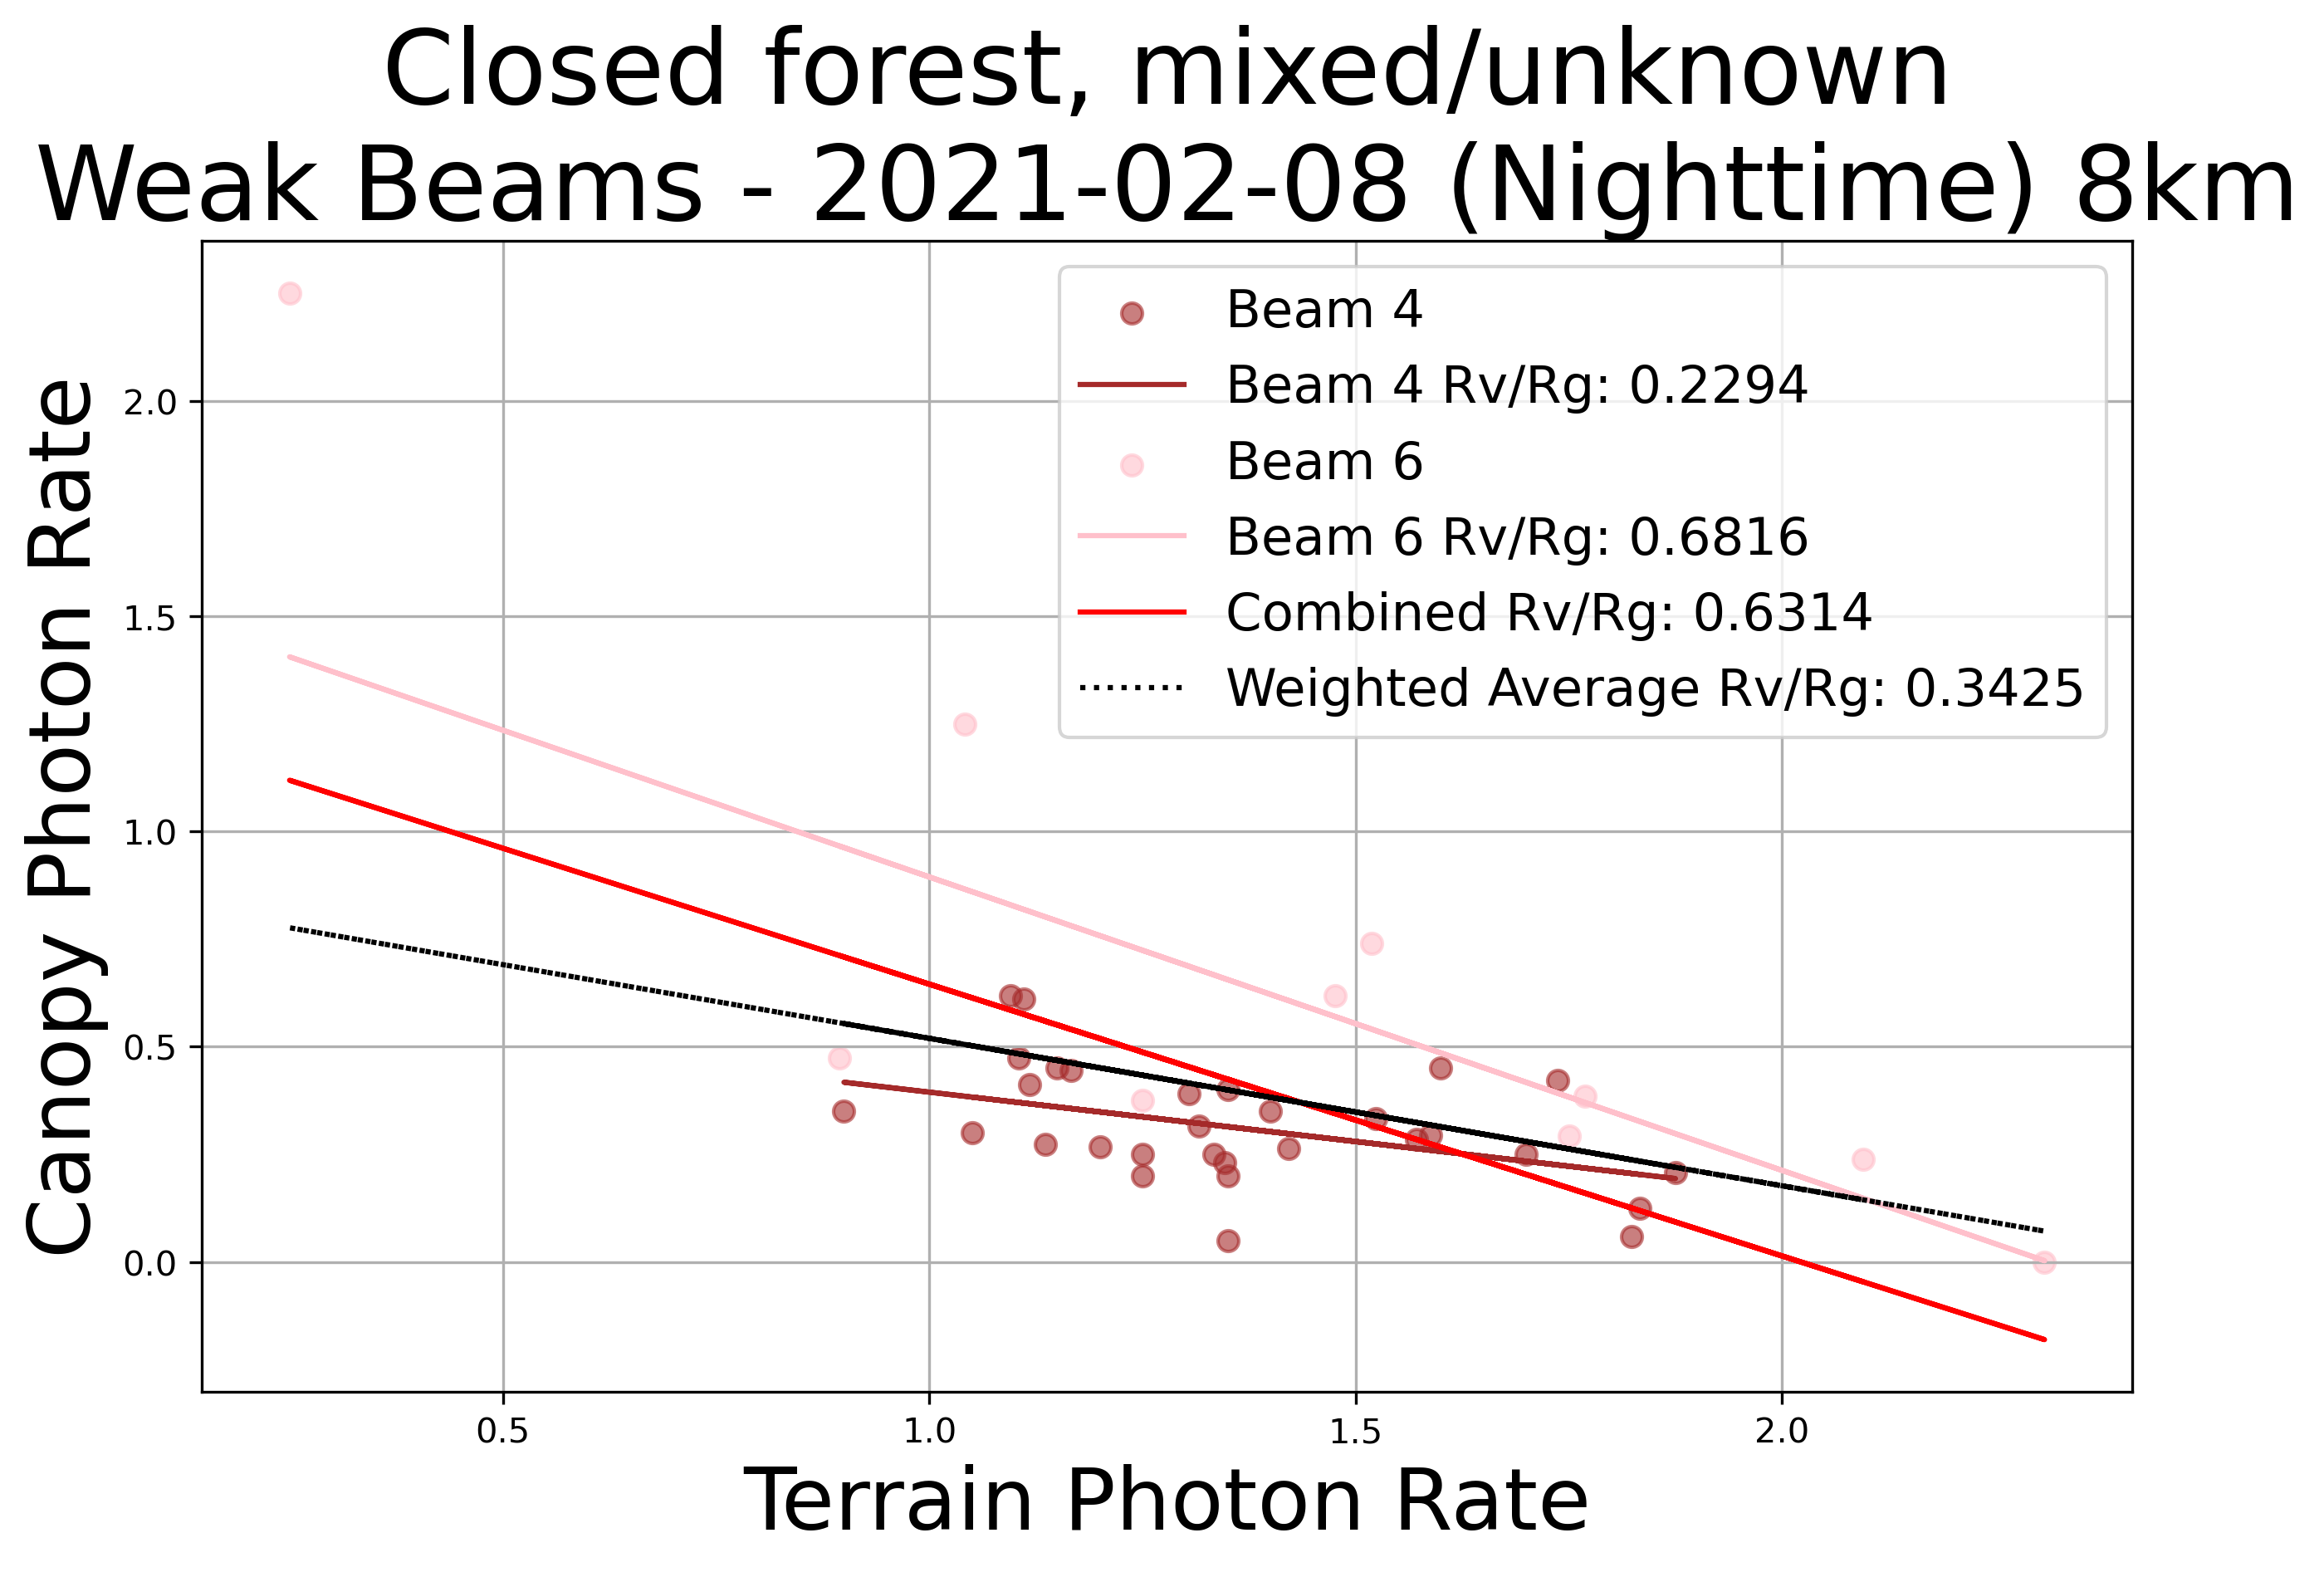 Closed forest, mixed/unknown
Weak Beams - 2021-02-08 (Nighttime) 8km
Canopy Photon Rate
2.0
1.5
1.0
0.5
0.0
Beam 4
Beam 4 Rv/Rg: 0.2294
Beam 6
Beam 6 Rv/Rg: 0.6816
Combined Rv/Rg: 0.6314
Weighted Average Rv/Rg: 0.3425
0.5 1.0 1.5 2.0
Terrain Photon Rate